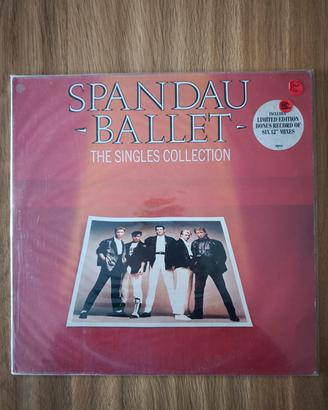 SPANDAU
- BALLET -
THE SINGLES COLLECTION
INCLUDES
LIMITED EDITION
BONUS RECORD OF
SIX 12" MIXES